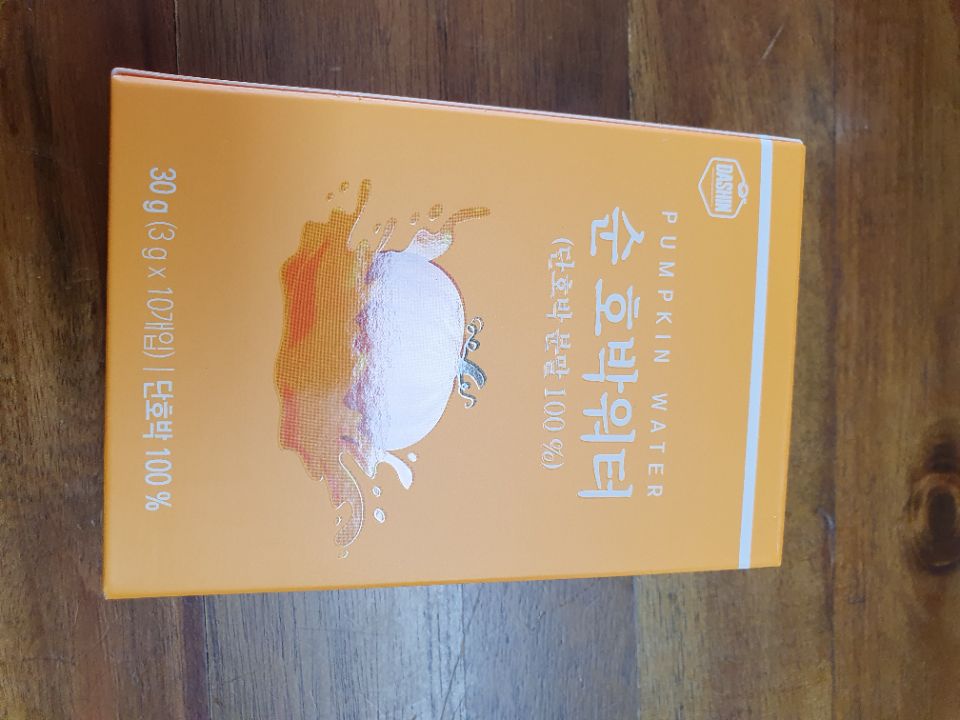 DASHIN
PUMPKIN WATER
순 호박워터
(단호박 분말 100%)
30 g (3 g x 10개입) | 단호박 100 %